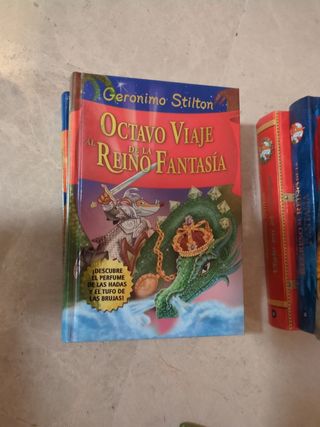 Geronimo Stilton
OCTAVO VIAJE
AL
DE LA
REINO FANTASÍA
¡DESCUBRE
EL PERFUME
DE LAS HADAS
Y EL TUFO DE
LAS BRUJAS!